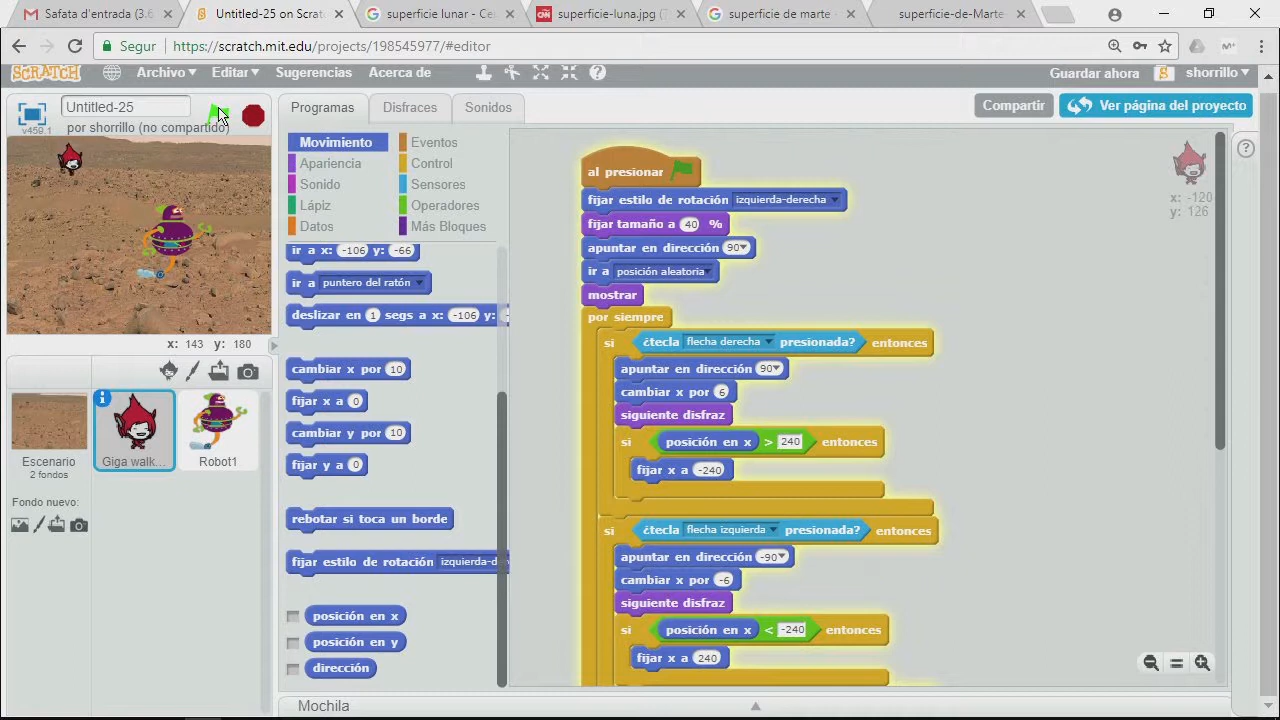 Safata d'entrada (3.6
Untitled-25 on Scrat
superficie lunar - Ce
superficie-luna.jpg (7
superficie de marte -
superficie-de-Marte
Segur
https://scratch.mit.edu/projects/198545977/#editor
SCRATCH
Archivo
Editar
Sugerencias
Acerca de
Guardar ahora
shorrillo
Untitled-25
por shorrillo (no compartido)
v459.1
Programas
Disfraces
Sonidos
Compartir
Ver página del proyecto
Movimiento
Apariencia
Sonido
Lápiz
Datos
Eventos
Control
Sensores
Operadores
Más Bloques
ir a x: -106 y: -66
ir a puntero del ratón
deslizar en 1 segs a x: -106 y:
cambiar x por 10
fijar x a 0
cambiar y por 10
fijar y a 0
rebotar si toca un borde
fijar estilo de rotación izquierda-d
posición en x
posición en y
dirección
al presionar
fijar estilo de rotación izquierda-derecha
fijar tamaño a 40 %
apuntar en dirección 90
ir a posición aleatoria
mostrar
por siempre
si ¿tecla flecha derecha presionada? entonces
apuntar en dirección 90
cambiar x por 6
siguiente disfraz
si posición en x > 240 entonces
fijar x a -240
si ¿tecla flecha izquierda presionada? entonces
apuntar en dirección -90
cambiar x por -6
siguiente disfraz
si posición en x < -240 entonces
fijar x a 240
x: -120
y: 126
x: 143 y: 180
Escenario
2 fondos
Giga walk...
Robot1
Fondo nuevo:
Mochila